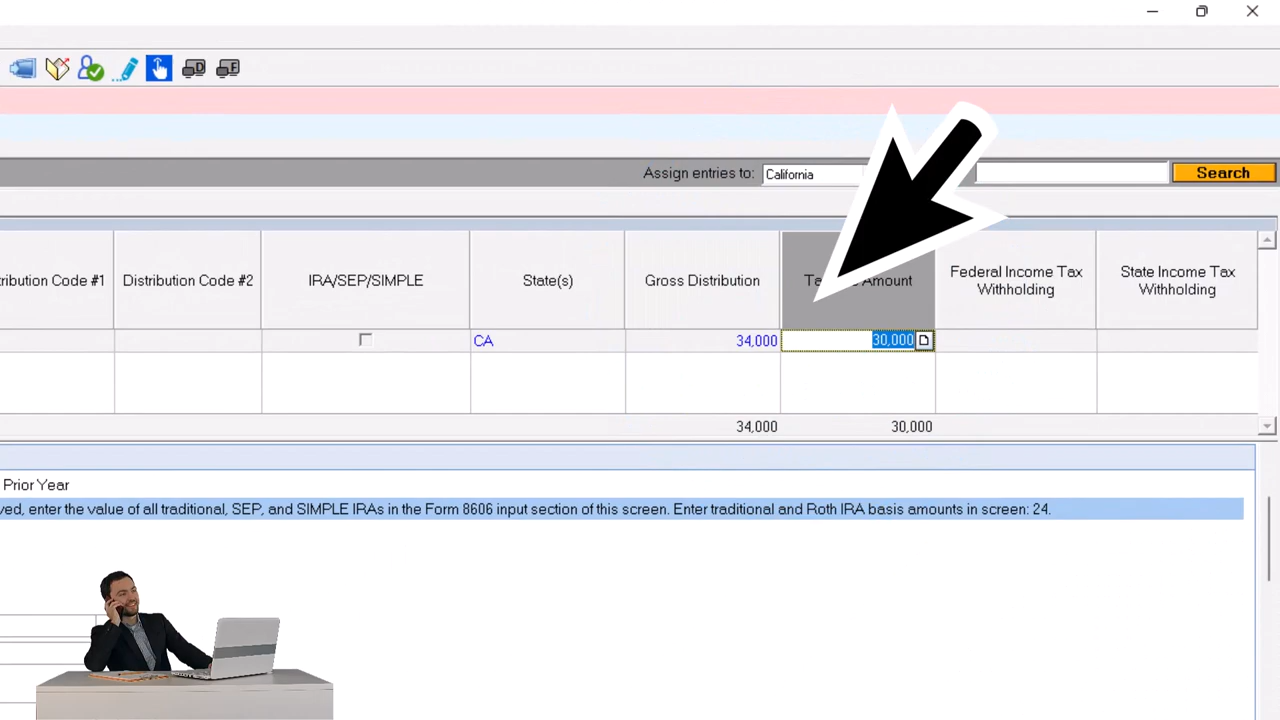 Assign entries to: California Search
ribution Code #1 Distribution Code #2 IRA/SEP/SIMPLE State(s) Gross Distribution Amount Federal Income Tax Withholding State Income Tax Withholding
CA 34,000 30,000
34,000 30,000
Prior Year
ved, enter the value of all traditional, SEP, and SIMPLE IRAs in the Form 8606 input section of this screen. Enter traditional and Roth IRA basis amounts in screen: 24.